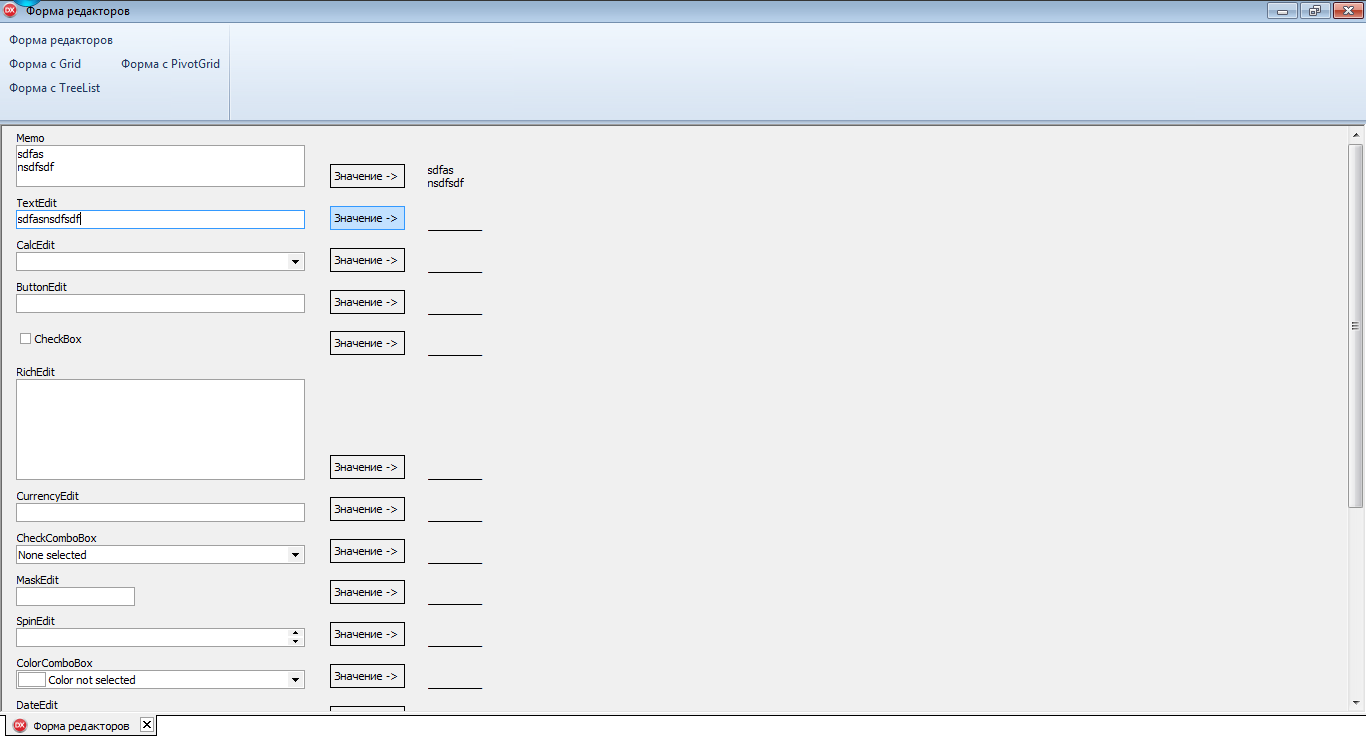 Форма редакторов
Форма редакторов
Форма с Grid Форма с PivotGrid
Форма с TreeList
Memo
sdfas
nsdfsdf
Значение ->
sdfas
nsdfsdf
TextEdit
sdfasnsdfsdf
Значение ->
CalcEdit
Значение ->
ButtonEdit
Значение ->
CheckBox
Значение ->
RichEdit
Значение ->
CurrencyEdit
Значение ->
CheckComboBox
None selected
Значение ->
MaskEdit
Значение ->
SpinEdit
Значение ->
ColorComboBox
Color not selected
Значение ->
DateEdit
DX Форма редакторов